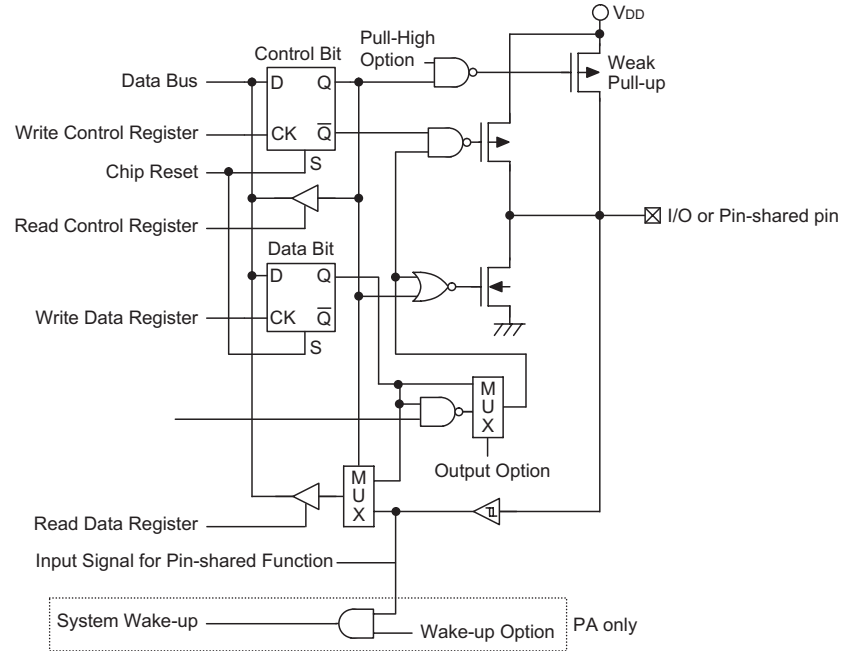 VDD
Control Bit
Pull-High
Option
Weak
Pull-up
Data Bus
D
Q
Write Control Register
CK
Q
S
Chip Reset
I/O or Pin-shared pin
Read Control Register
Data Bit
D
Q
Write Data Register
CK
Q
S
M
U
X
Output Option
M
U
X
Read Data Register
Input Signal for Pin-shared Function
System Wake-up
Wake-up Option
PA only